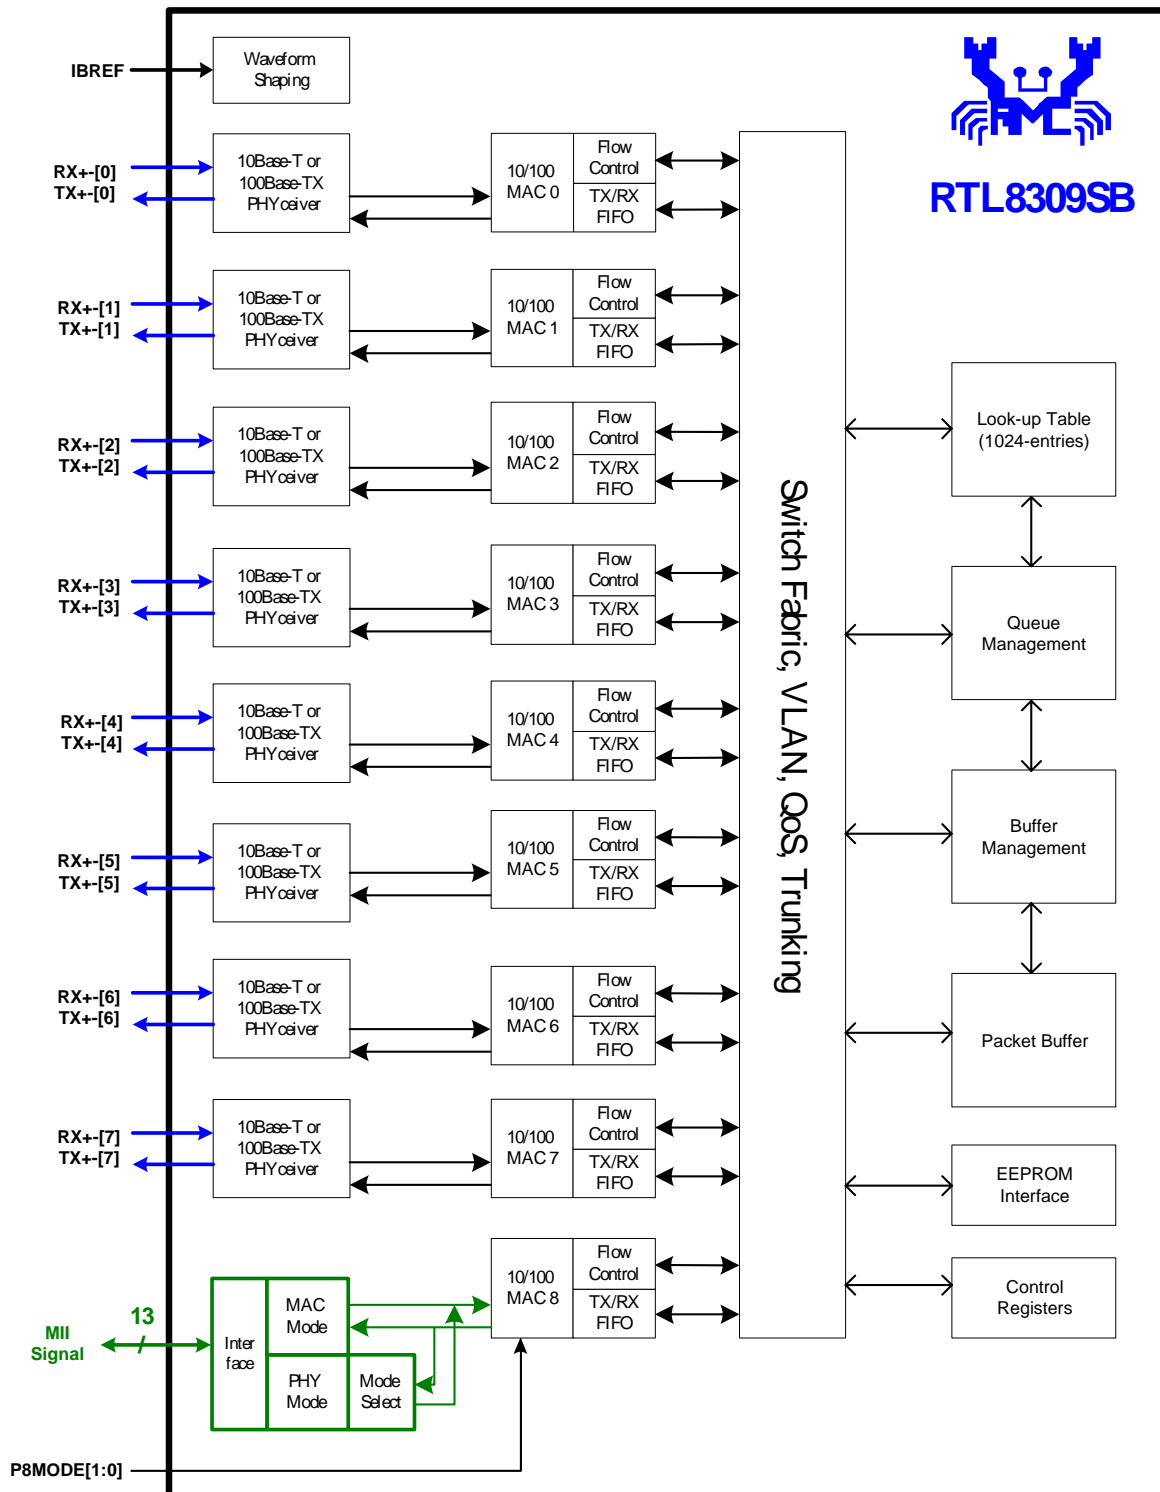 IBREF
Waveform
Shaping
RMC
RTL8309SB
RX+-[0]
TX+-[0]
10Base-T or
100Base-TX
PHYceiver
10/100
MAC 0
Flow
Control
TX/RX
FIFO
RX+-[1]
TX+-[1]
10Base-T or
100Base-TX
PHYceiver
10/100
MAC 1
Flow
Control
TX/RX
FIFO
RX+-[2]
TX+-[2]
10Base-T or
100Base-TX
PHYceiver
10/100
MAC 2
Flow
Control
TX/RX
FIFO
RX+-[3]
TX+-[3]
10Base-T or
100Base-TX
PHYceiver
10/100
MAC 3
Flow
Control
TX/RX
FIFO
RX+-[4]
TX+-[4]
10Base-T or
100Base-TX
PHYceiver
10/100
MAC 4
Flow
Control
TX/RX
FIFO
RX+-[5]
TX+-[5]
10Base-T or
100Base-TX
PHYceiver
10/100
MAC 5
Flow
Control
TX/RX
FIFO
RX+-[6]
TX+-[6]
10Base-T or
100Base-TX
PHYceiver
10/100
MAC 6
Flow
Control
TX/RX
FIFO
RX+-[7]
TX+-[7]
10Base-T or
100Base-TX
PHYceiver
10/100
MAC 7
Flow
Control
TX/RX
FIFO
MII
Signal
13
Inter
face
MAC
Mode
PHY
Mode
Mode
Select
10/100
MAC 8
Flow
Control
TX/RX
FIFO
P8MODE[1:0]
Switch Fabric, VLAN, QoS, Trunking
Look-up Table
(1024-entries)
Queue
Management
Buffer
Management
Packet Buffer
EEPROM
Interface
Control
Registers